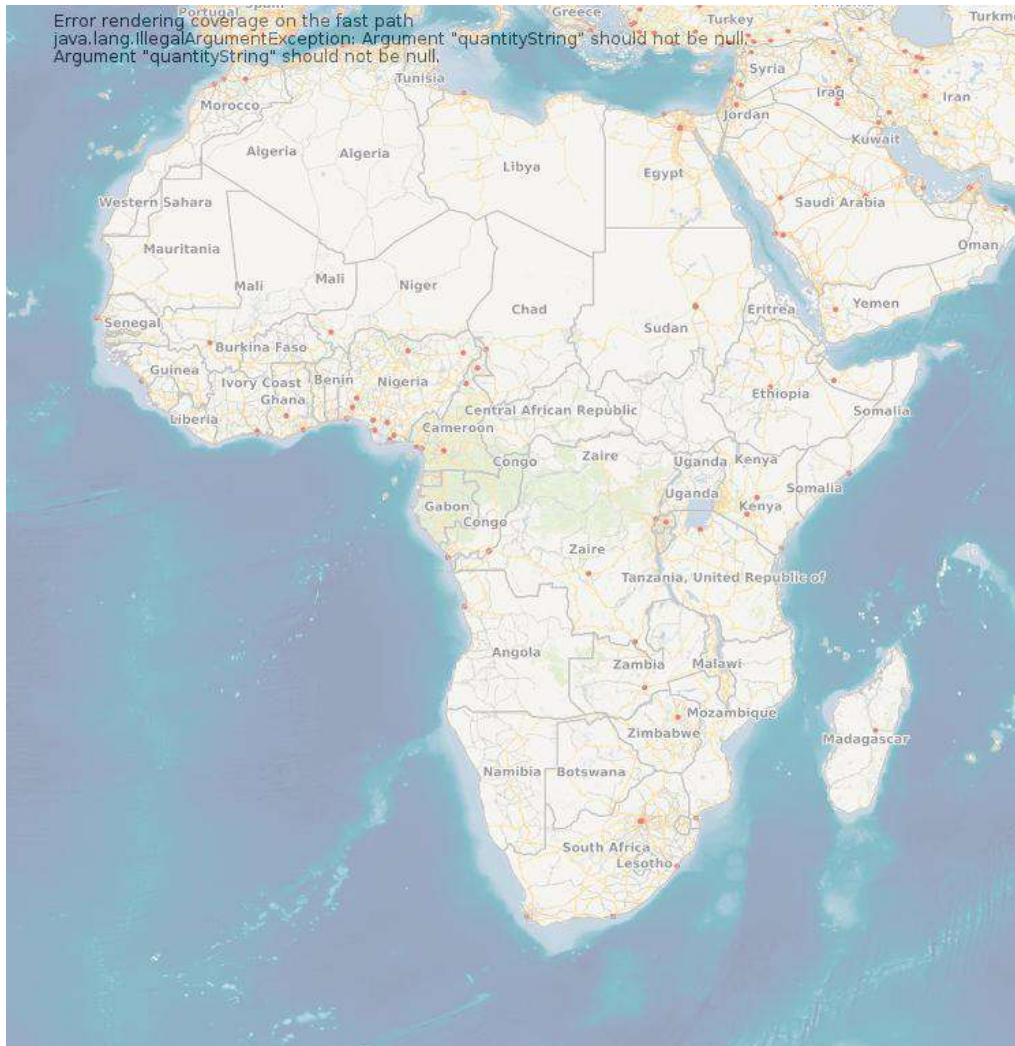 Error rendering coverage on the fast path
java.lang.IllegalArgumentException: Argument "quantityString" should not be null.
Argument "quantityString" should not be null.
Portugal
Greece
Turkey
Tunisia
Syria
Morocco
Iraq
Iran
Jordan
Kuwait
Algeria
Algeria
Libya
Egypt
Western Sahara
Saudi Arabia
Mauritania
Oman
Mali
Mali
Niger
Chad
Eritrea
Yemen
Senegal
Sudan
Burkina Faso
Guinea
Ivory Coast
Benin
Nigeria
Ethiopia
Ghana
Liberia
Central African Republic
Somalia
Cameroon
Congo
Zaire
Uganda
Kenya
Uganda
Somalia
Gabon
Kenya
Congo
Zaire
Tanzania, United Republic of
Angola
Zambia
Malawi
Mozambique
Zimbabwe
Madagascar
Namibia
Botswana
South Africa
Lesotho